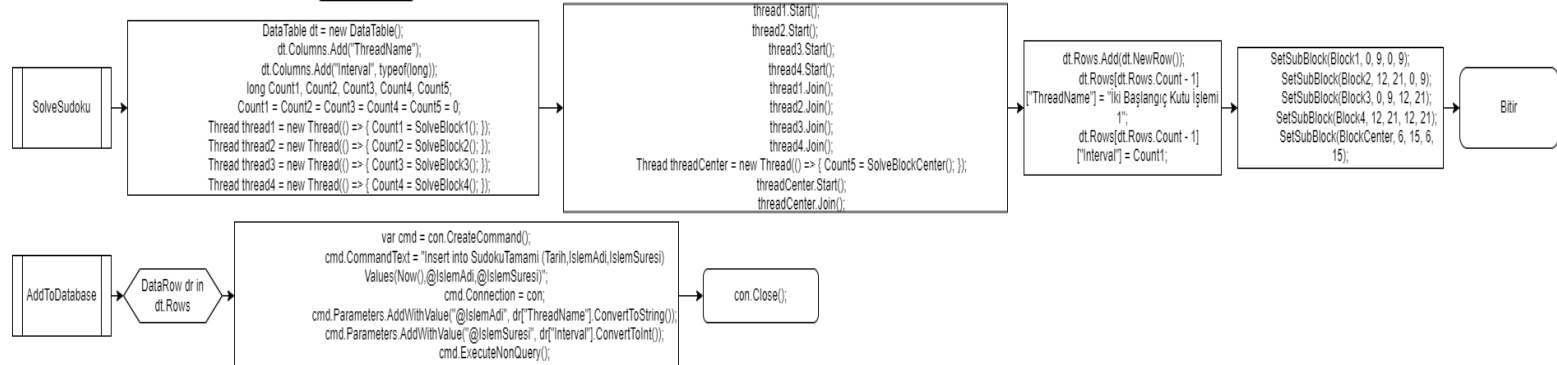 SolveSudoku
DataTable dt = new DataTable();
dt.Columns.Add("ThreadName");
dt.Columns.Add("Interval", typeof(long));
long Count1, Count2, Count3, Count4, Count5;
Count1 = Count2 = Count3 = Count4 = Count5 = 0;
Thread thread1 = new Thread(() => { Count1 = SolveBlock1(); });
Thread thread2 = new Thread(() => { Count2 = SolveBlock2(); });
Thread thread3 = new Thread(() => { Count3 = SolveBlock3(); });
Thread thread4 = new Thread(() => { Count4 = SolveBlock4(); });
thread1.Start();
thread2.Start();
thread3.Start();
thread4.Start();
thread1.Join();
thread2.Join();
thread3.Join();
thread4.Join();
Thread threadCenter = new Thread(() => { Count5 = SolveBlockCenter(); });
threadCenter.Start();
threadCenter.Join();
dt.Rows.Add(dt.NewRow());
dt.Rows[dt.Rows.Count - 1]
["ThreadName"] = "İki Başlangıç Kutu İşlemi
1";
dt.Rows[dt.Rows.Count - 1]
["Interval"] = Count1;
SetSubBlock(Block1, 0, 9, 0, 9);
SetSubBlock(Block2, 12, 21, 0, 9);
SetSubBlock(Block3, 0, 9, 12, 21);
SetSubBlock(Block4, 12, 21, 12, 21);
SetSubBlock(BlockCenter, 6, 15, 6,
15);
Bitir
AddToDatabase
DataRow dr in
dt.Rows
var cmd = con.CreateCommand();
cmd.CommandText = "Insert into SudokuTamami (Tarih,IslemAdi,IslemSuresi)
Values(Now(),@IslemAdi,@IslemSuresi)";
cmd.Connection = con;
cmd.Parameters.AddWithValue("@IslemAdi", dr["ThreadName"].ConvertToString());
cmd.Parameters.AddWithValue("@IslemSuresi", dr["Interval"].ConvertToInt());
cmd.ExecuteNonQuery();
con.Close();